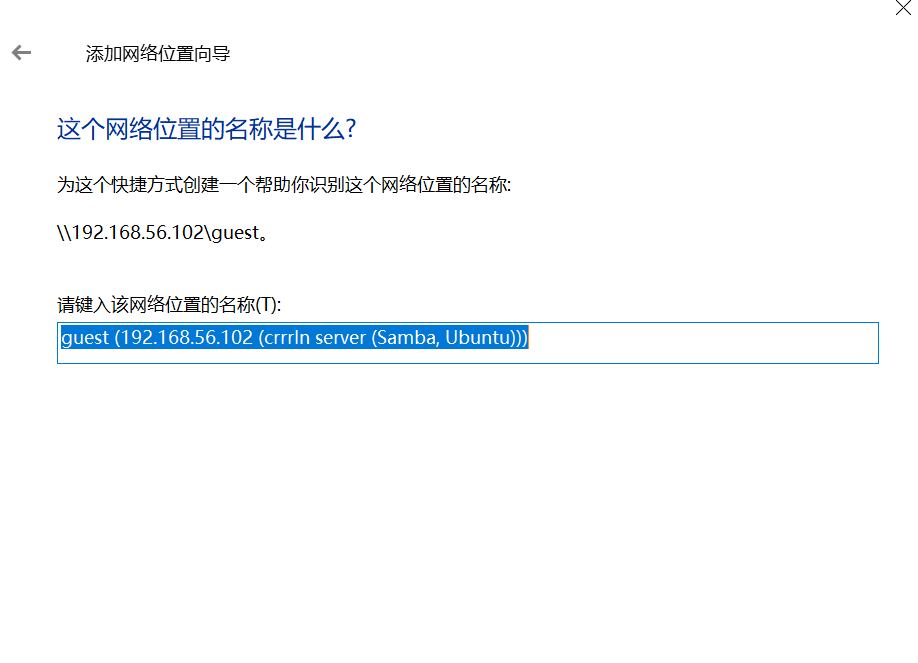 添加网络位置向导
这个网络位置的名称是什么?
为这个快捷方式创建一个帮助你识别这个网络位置的名称:
\\192.168.56.102\guest。
请键入该网络位置的名称(T):
guest (192.168.56.102 (crrrln server (Samba, Ubuntu)))